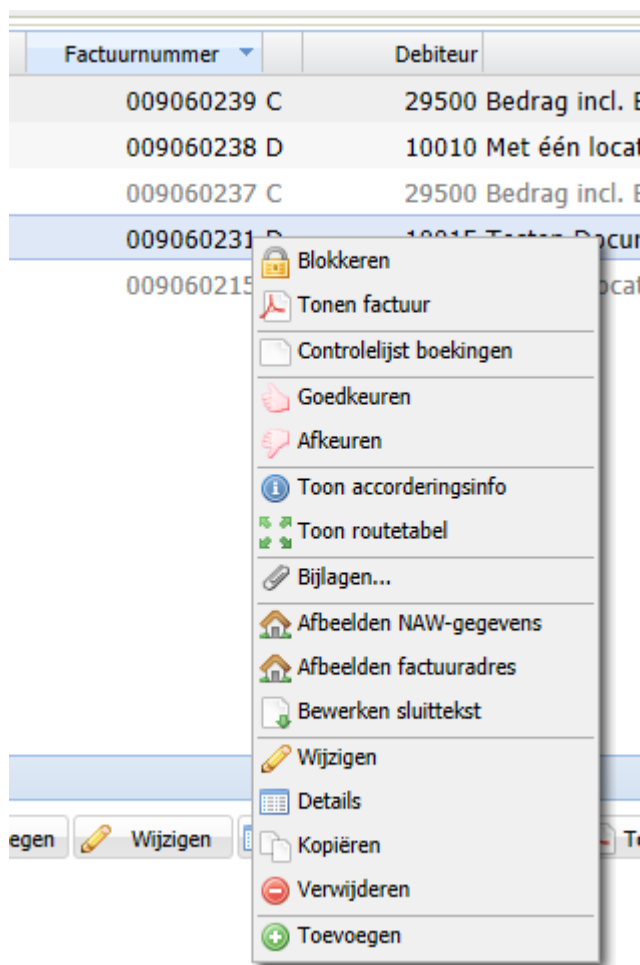 Factuurnummer Debiteur
009060239 C 29500 Bedrag incl.
009060238 D 10010 Met één locat
009060237 C 29500 Bedrag incl.
009060231
009060215
Blokkeren
Tonen factuur
Controlelijst boekingen
Goedkeuren
Afkeuren
Toon accorderingsinfo
Toon routetabel
Bijlagen...
Afbeelden NAW-gegevens
Afbeelden factuuradres
Bewerken sluittekst
Wijzigen
Details
Kopiëren
Verwijderen
Toevoegen
egen Wijzigen